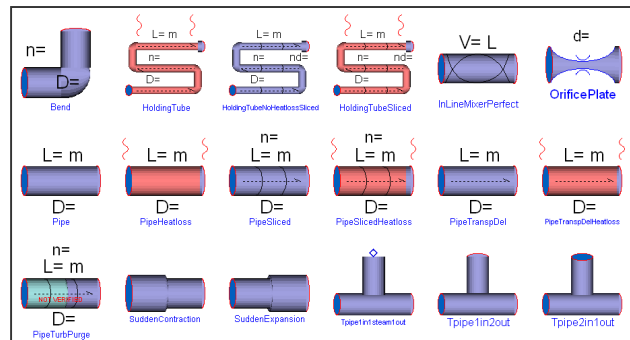 n=
D=
Bend
L= m
n=
D=
HoldingTube
L= m
n= nd=
D=
HoldingTubeNoHeatlossSliced
L= m
n= nd=
D=
HoldingTubeSliced
V= L
InLineMixerPerfect
d=
OrificePlate
L= m
D=
Pipe
L= m
D=
PipeHeatloss
n=
L= m
D=
PipeSliced
n=
L= m
D=
PipeSlicedHeatloss
L= m
D=
PipeTranspDel
L= m
D=
PipeTranspDelHeatloss
n=
L= m
NOT VERIFIED
D=
PipeTurbPurge
SuddenContraction
SuddenExpansion
Tpipe1in1steam1out
Tpipe1in2out
Tpipe2in1out